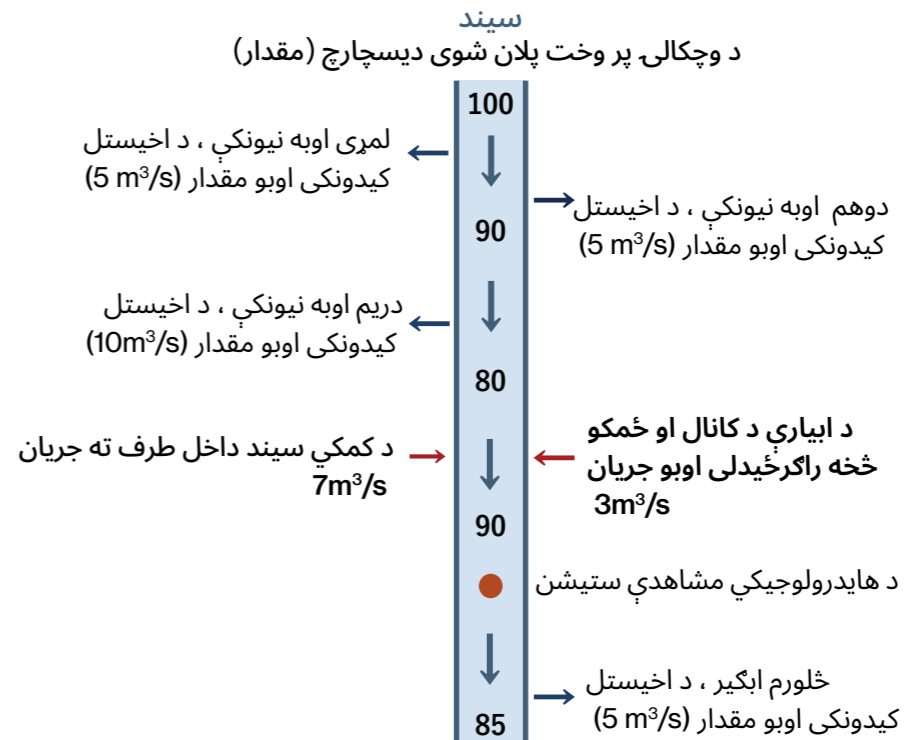 سیند
د وچکالۍ پر وخت پلان شوی دیسچارچ (مقدار)
100
لمړی اوبه نیونکې ، د اخیستل
کیدونکی اوبو مقدار (5 m³/s)
دوهم اوبه نیونکې ، د اخیستل
کیدونکی اوبو مقدار (5 m³/s)
90
دریم اوبه نیونکې ، د اخیستل
کیدونکی اوبو مقدار (10m³/s)
80
د کمکي سیند داخل طرف ته جریان
7m³/s
د ابیارې د کانال او ځمکو
څخه راګرځیدلی اوبو جریان
3m³/s
90
د هایدرولوجیکي مشاهدې ستیشن
څلورم ابګیر ، د اخیستل
کیدونکی اوبو مقدار (5 m³/s)
85